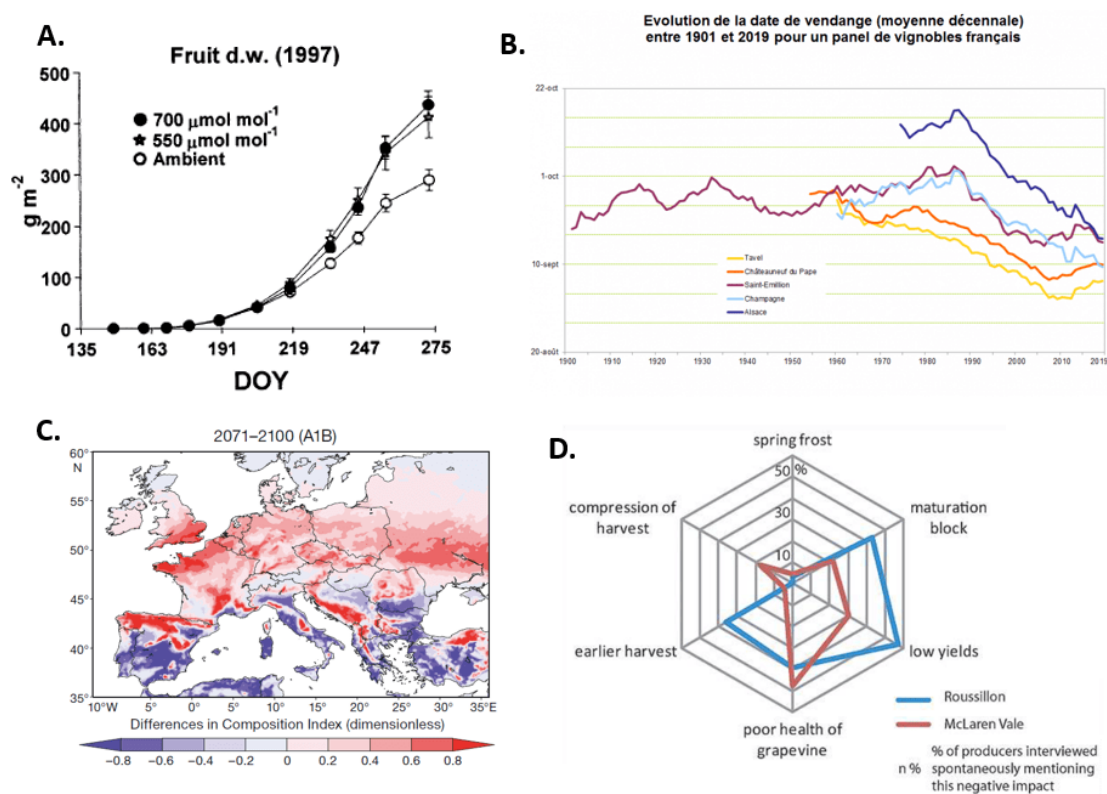 A.
Fruit d.w. (1997)
500
400
300
200
100
0
g m⁻²
700 μmol mol⁻¹
550 μmol mol⁻¹
Ambient
135 163 191 219 247 275
DOY
B.
Evolution de la date de vendange (moyenne décennale)
entre 1901 et 2019 pour un panel de vignobles français
22-oct
1-oct
10-sept
20-août
Tavel
Châteauneuf du Pape
Saint-Emilion
Champagne
Alsace
1900 1910 1920 1930 1940 1950 1960 1970 1980 1990 2000 2010 2019
C.
2071–2100 (A1B)
60°
N
55°
50°
45°
40°
35°
10°W 5° 0° 5° 10° 15° 20° 25° 30° 35°E
Differences in Composition Index (dimensionless)
−0.8 −0.6 −0.4 −0.2 0 0.2 0.4 0.6 0.8
D.
spring frost
50 %
30
10
compression of
harvest
maturation
block
earlier harvest
low yields
poor health of
grapevine
Roussillon
McLaren Vale
n %
% of producers interviewed
spontaneously mentioning
this negative impact